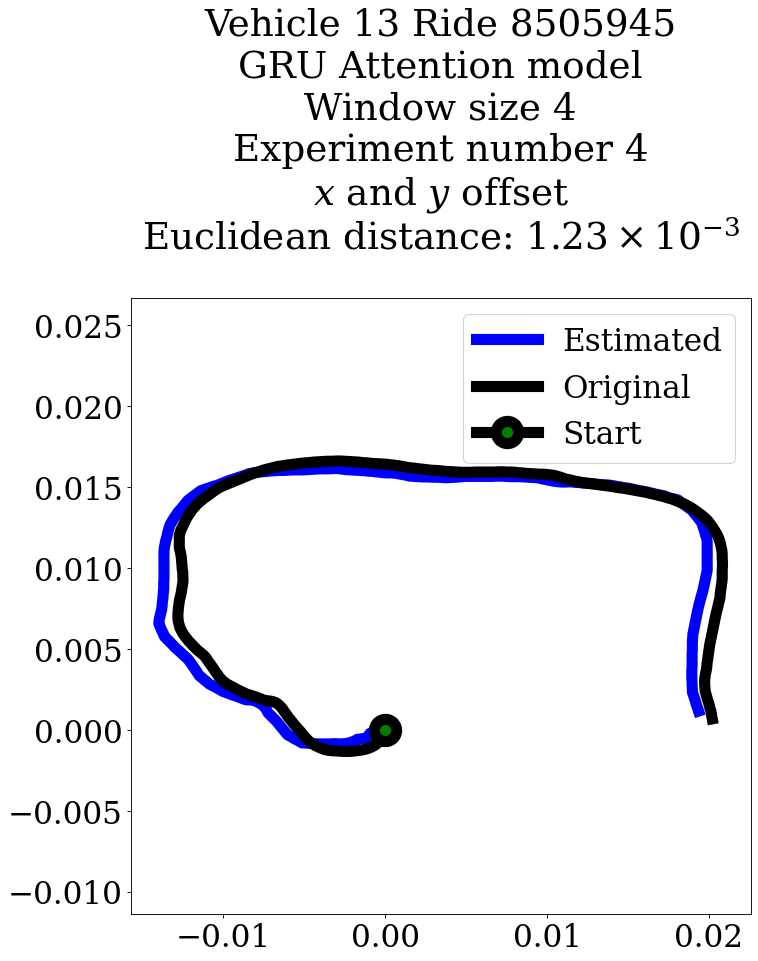 Vehicle 13 Ride 8505945
GRU Attention model
Window size 4
Experiment number 4
x and y offset
Euclidean distance: 1.23 × 10⁻³
Estimated
Original
Start
0.025
0.020
0.015
0.010
0.005
0.000
−0.005
−0.010
−0.01 0.00 0.01 0.02